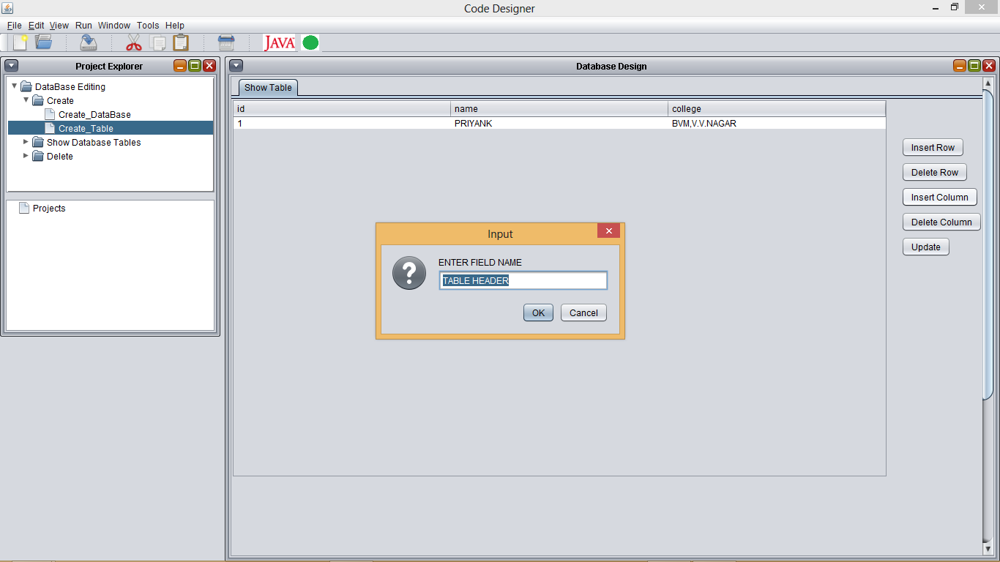 Code Designer
File Edit View Run Window Tools Help
JAVA
Project Explorer
DataBase Editing
Create
Create_DataBase
Create_Table
Show Database Tables
Delete
Projects
Database Design
Show Table
id name college
1 PRIYANK BVM,V.V.NAGAR
Insert Row
Delete Row
Insert Column
Delete Column
Update
Input
ENTER FIELD NAME
TABLE HEADER
OK Cancel